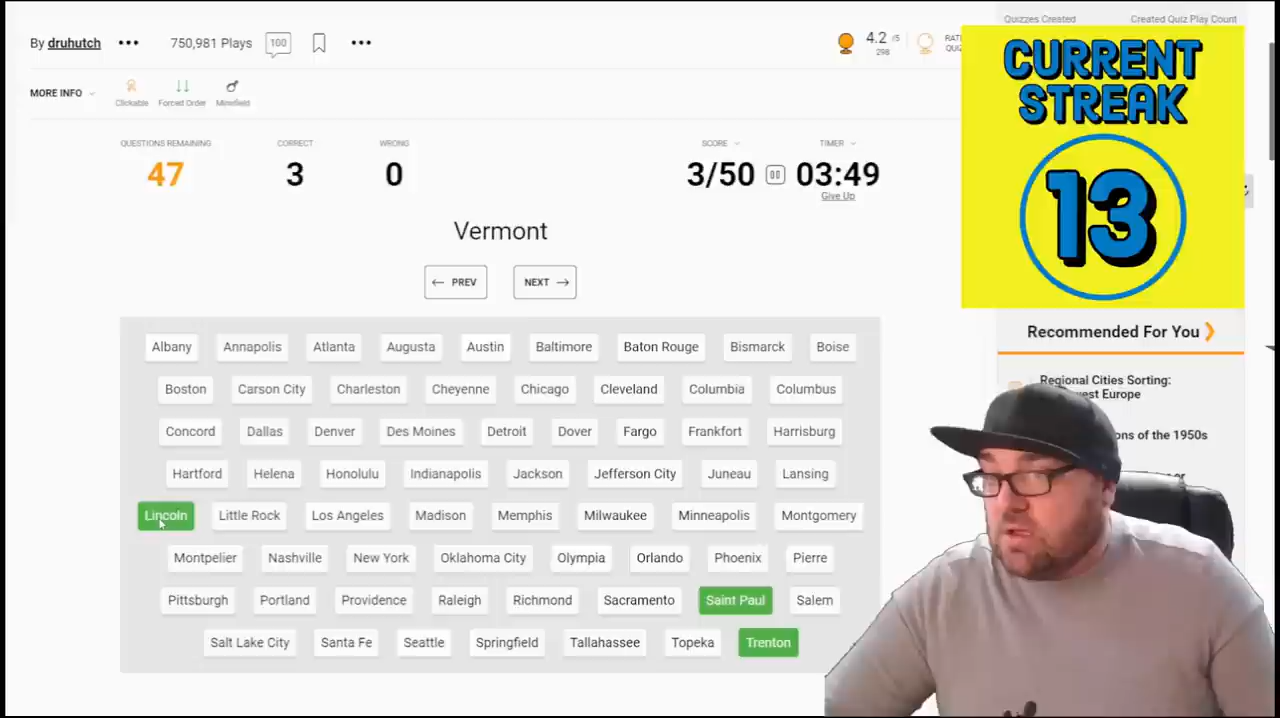 Quizzes Created Created Quiz Play Count
By druhutch ••• 750,981 Plays 100 •••
4.2 /5
298
MORE INFO
Clickable Forced Order Minefield
QUESTIONS REMAINING CORRECT WRONG SCORE TIMER
47 3 0 3/50 03:49
Give Up
CURRENT
STREAK
13
Vermont
← PREV NEXT →
Albany Annapolis Atlanta Augusta Austin Baltimore Baton Rouge Bismarck Boise
Boston Carson City Charleston Cheyenne Chicago Cleveland Columbia Columbus
Concord Dallas Denver Des Moines Detroit Dover Fargo Frankfort Harrisburg
Hartford Helena Honolulu Indianapolis Jackson Jefferson City Juneau Lansing
Lincoln Little Rock Los Angeles Madison Memphis Milwaukee Minneapolis Montgomery
Montpelier Nashville New York Oklahoma City Olympia Orlando Phoenix Pierre
Pittsburgh Portland Providence Raleigh Richmond Sacramento Saint Paul Salem
Salt Lake City Santa Fe Seattle Springfield Tallahassee Topeka Trenton
Recommended For You
Regional Cities Sorting:
Europe
of the 1950s